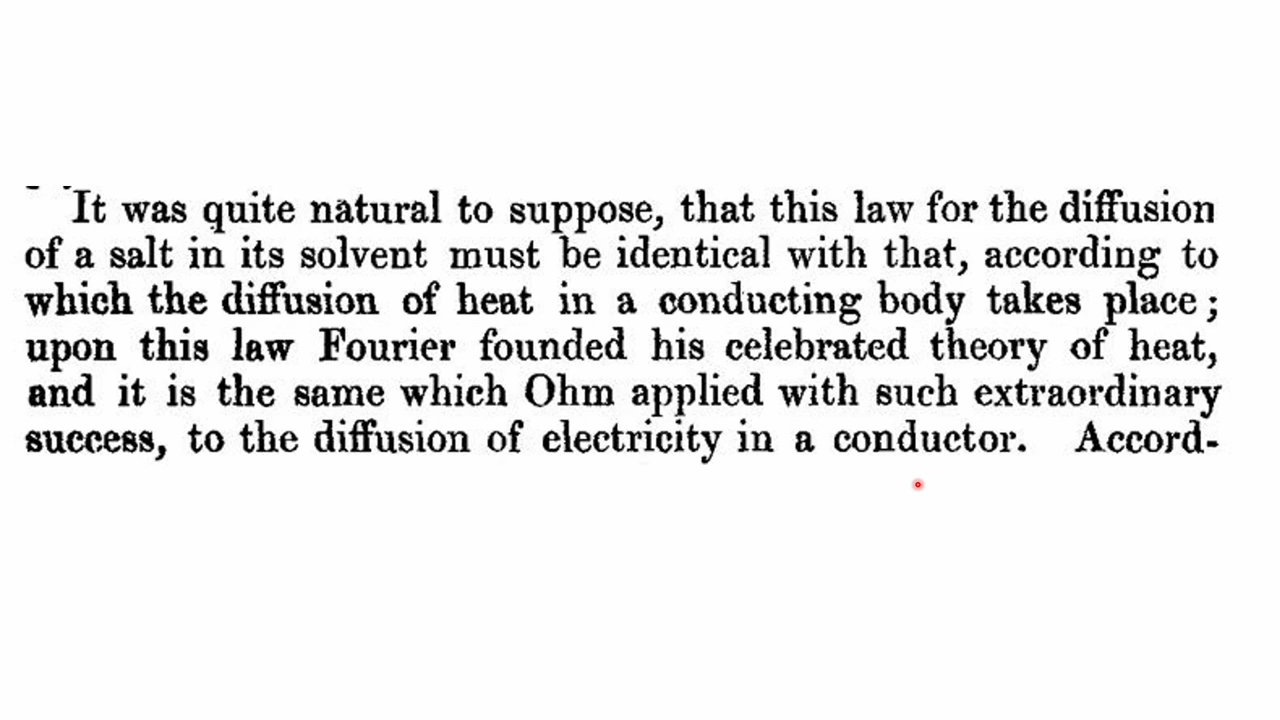 It was quite natural to suppose, that this law for the diffusion
of a salt in its solvent must be identical with that, according to
which the diffusion of heat in a conducting body takes place;
upon this law Fourier founded his celebrated theory of heat,
and it is the same which Ohm applied with such extraordinary
success, to the diffusion of electricity in a conductor. Accord-